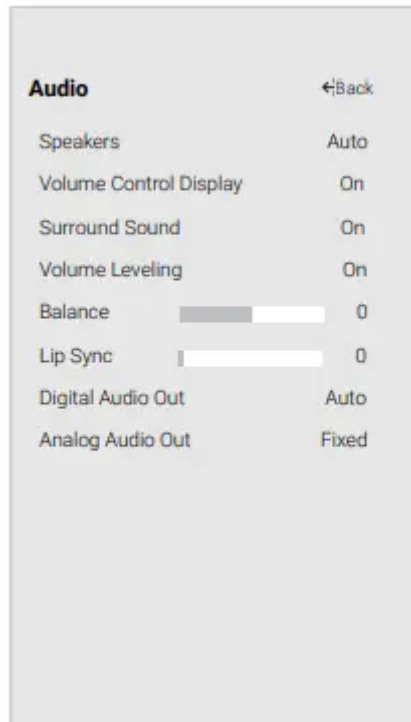 Audio ←Back
Speakers Auto
Volume Control Display On
Surround Sound On
Volume Leveling On
Balance 0
Lip Sync 0
Digital Audio Out Auto
Analog Audio Out Fixed